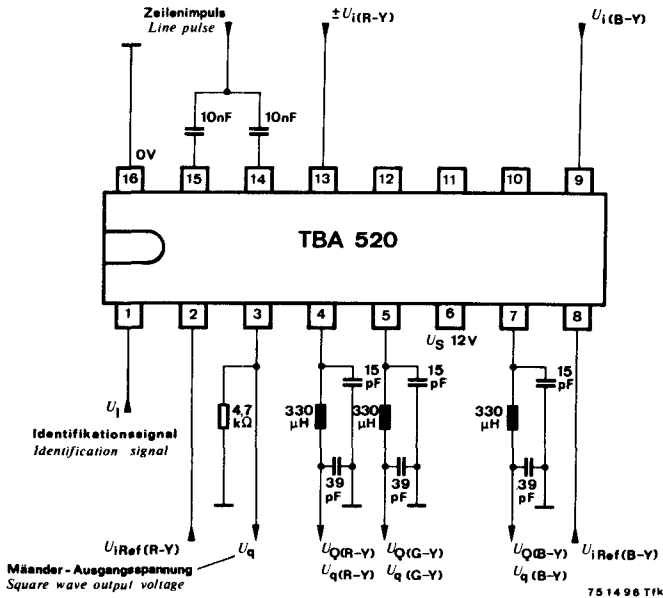 Zeilenimpuls
Line pulse
± Ui (R-Y)
Ui (B-Y)
10nF
10nF
0V
16
15
14
13
12
11
10
9
TBA 520
1
2
3
4
5
6
7
8
US 12V
15 pF
15 pF
15 pF
UI
Identifikationssignal
Identification signal
4,7 kΩ
330 µH
330 µH
330 µH
39 pF
39 pF
39 pF
UiRef(R-Y)
Uq
UQ(R-Y)
Uq(R-Y)
UQ(G-Y)
Uq (G-Y)
UQ(B-Y)
Uq (B-Y)
UiRef(B-Y)
Mäander-Ausgangsspannung
Square wave output voltage
751496 Tfk